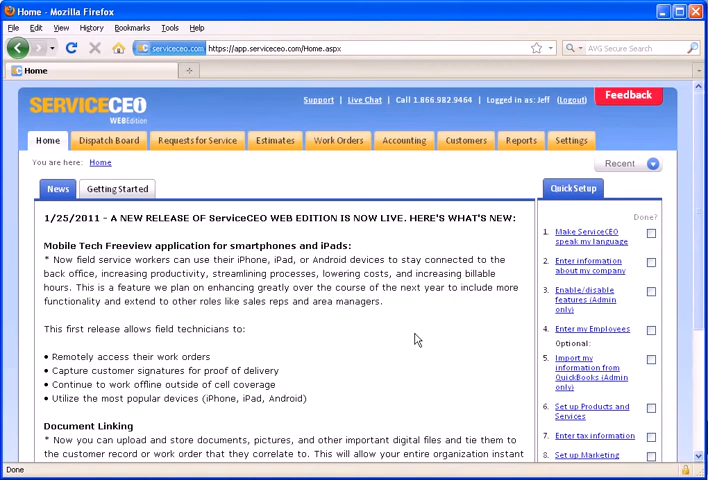 Home - Mozilla Firefox
File Edit View History Bookmarks Tools Help
serviceceo.com https://app.serviceceo.com/Home.aspx
AVG Secure Search
Home
SERVICECEO
WEBEdition
Support | Live Chat | Call 1.866.982.9464 | Logged in as: Jeff (Logout)
Feedback
Home Dispatch Board Requests for Service Estimates Work Orders Accounting Customers Reports Settings
You are here: Home
Recent
News Getting Started
1/25/2011 - A NEW RELEASE OF ServiceCEO WEB EDITION IS NOW LIVE. HERE'S WHAT'S NEW:
Mobile Tech Freeview application for smartphones and iPads:
* Now field service workers can use their iPhone, iPad, or Android devices to stay connected to the
back office, increasing productivity, streamlining processes, lowering costs, and increasing billable
hours. This is a feature we plan on enhancing greatly over the course of the next year to include more
functionality and extend to other roles like sales reps and area managers.
This first release allows field technicians to:
• Remotely access their work orders
• Capture customer signatures for proof of delivery
• Continue to work offline outside of cell coverage
• Utilize the most popular devices (iPhone, iPad, Android)
Document Linking
* Now you can upload and store documents, pictures, and other important digital files and tie them to
the customer record or work order that they correlate to. This will allow your entire organization instant
Quick Setup
Done?
1. Make ServiceCEO
speak my language
2. Enter information
about my company
3. Enable/disable
features (Admin
only)
4. Enter my Employees
Optional:
5. Import my
information from
QuickBooks (Admin
only)
6. Set up Products and
Services
7. Enter tax information
8. Set up Marketing
Done